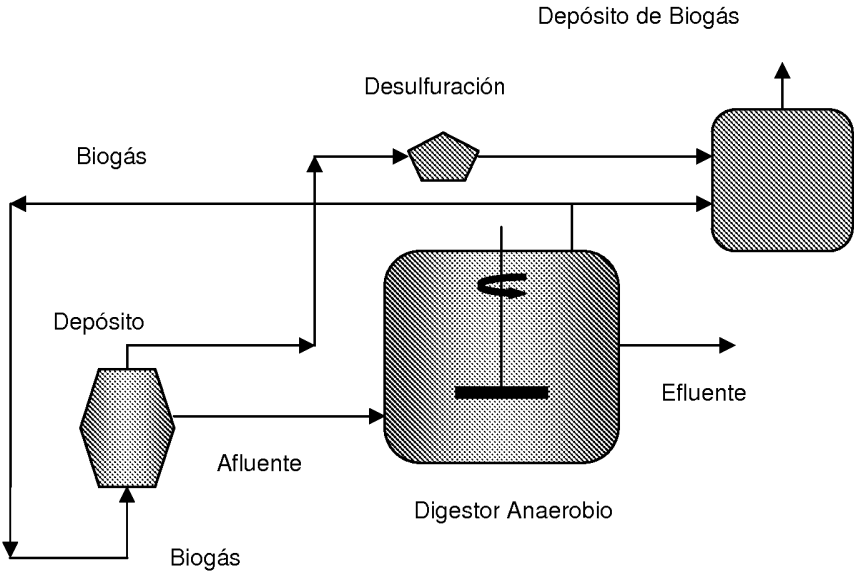 Depósito de Biogás
Desulfuración
Biogás
Depósito
Efluente
Afluente
Digestor Anaerobio
Biogás